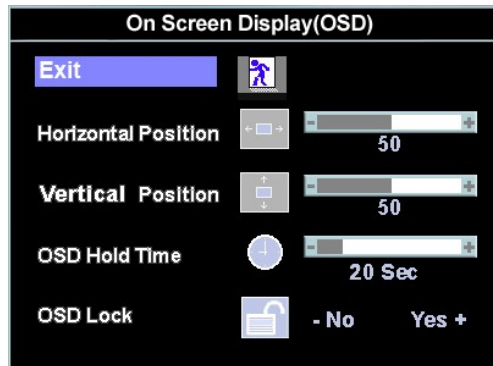 On Screen Display(OSD)
Exit
Horizontal Position
- +
50
Vertical Position
- +
50
OSD Hold Time
- +
20 Sec
OSD Lock
- No Yes +